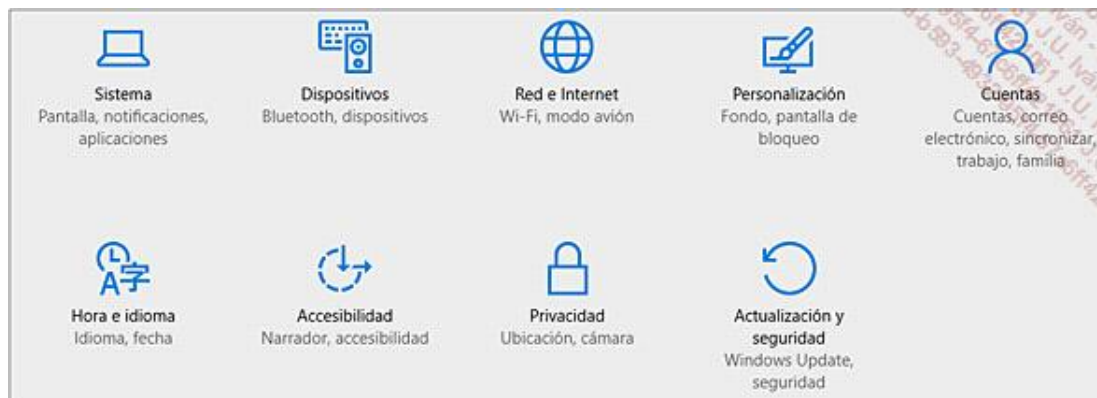 Sistema
Pantalla, notificaciones,
aplicaciones
Dispositivos
Bluetooth, dispositivos
Red e Internet
Wi-Fi, modo avión
Personalización
Fondo, pantalla de
bloqueo
Cuentas
Cuentas, correo
electrónico, sincronizar,
trabajo, familia
Hora e idioma
Idioma, fecha
Accesibilidad
Narrador, accesibilidad
Privacidad
Ubicación, cámara
Actualización y
seguridad
Windows Update,
seguridad